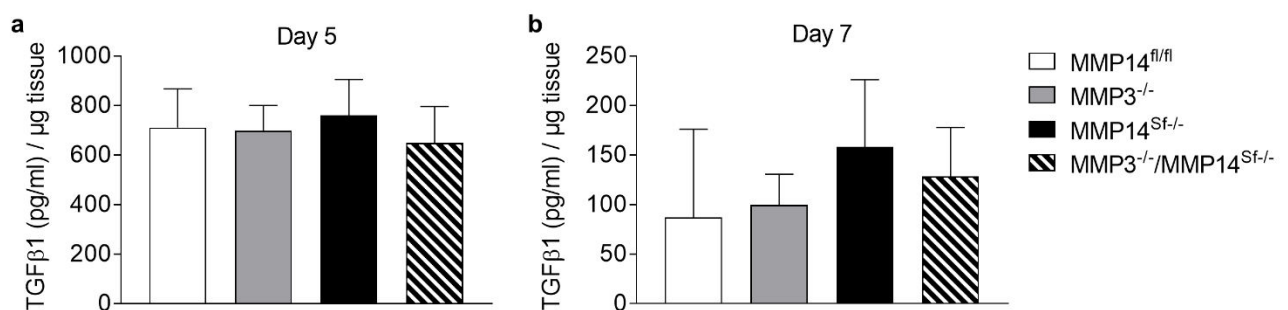 a
Day 5
TGFβ1 (pg/ml) / μg tissue
1000
800
600
400
200
0
b
Day 7
TGFβ1 (pg/ml) / μg tissue
250
200
150
100
50
0
MMP14fl/fl
MMP3-/-
MMP14Sf-/-
MMP3-/-/MMP14Sf-/-